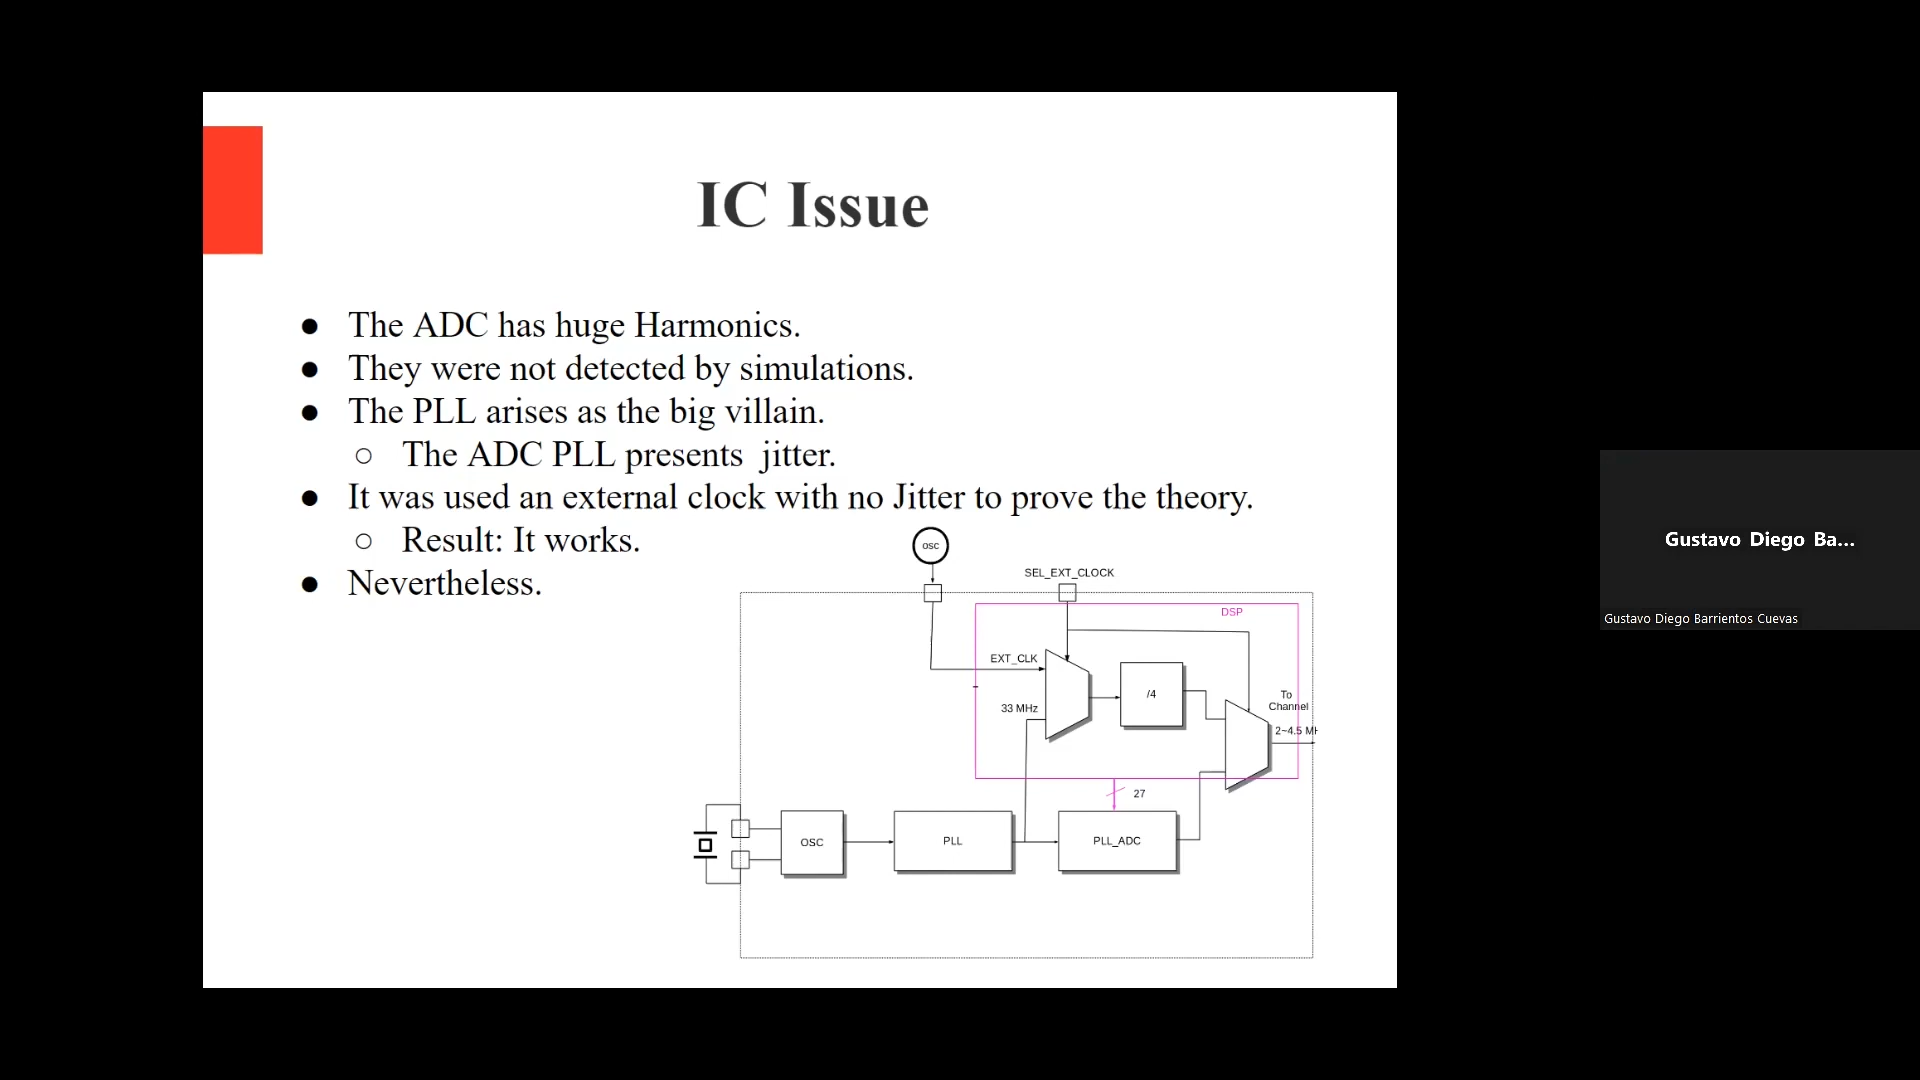 IC Issue
● The ADC has huge Harmonics.
● They were not detected by simulations.
● The PLL arises as the big villain.
○ The ADC PLL presents  jitter.
● It was used an external clock with no Jitter to prove the theory.
○ Result: It works.
● Nevertheless.
osc
SEL_EXT_CLOCK
DSP
EXT_CLK
33 MHz
/4
To
Channel
2~4.5 MH
27
OSC
PLL
PLL_ADC
Gustavo Diego Ba...
Gustavo Diego Barrientos Cuevas